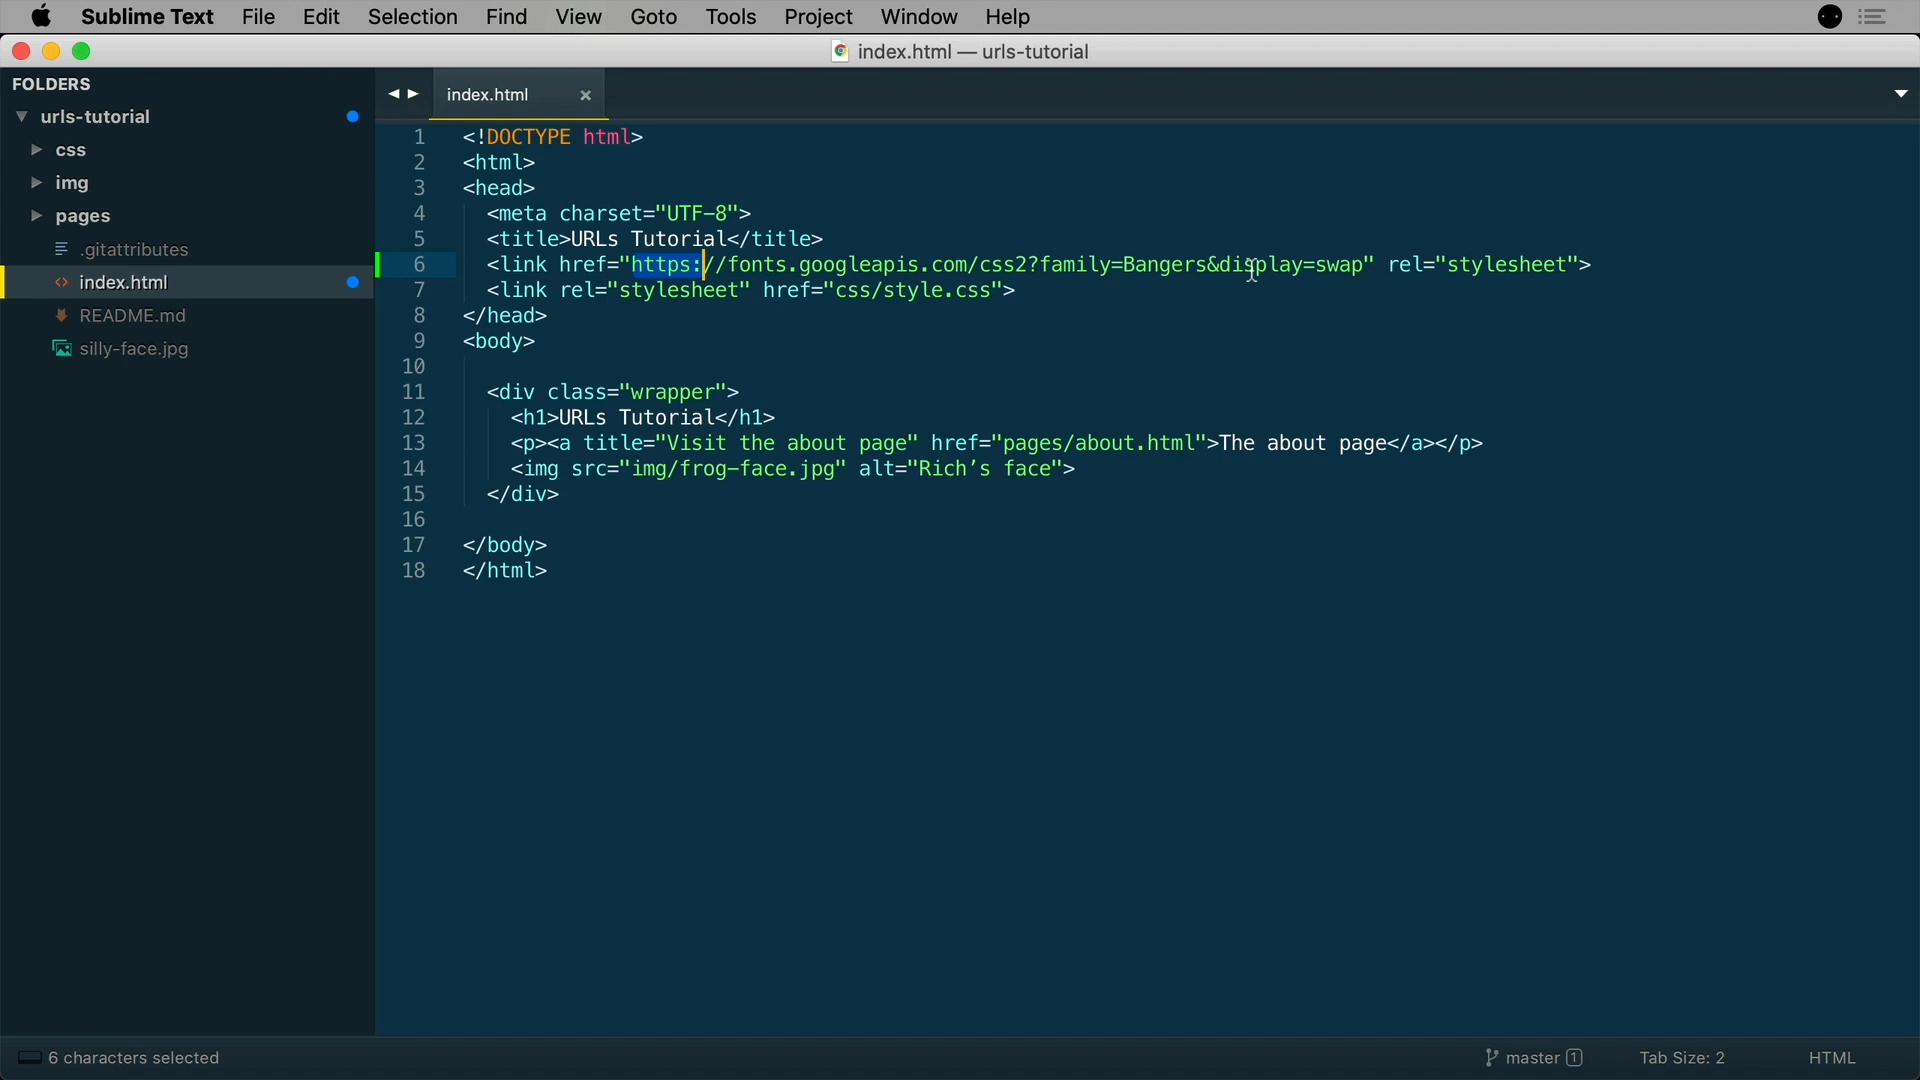 Sublime Text File Edit Selection Find View Goto Tools Project Window Help
index.html — urls-tutorial
FOLDERS
urls-tutorial
css
img
pages
.gitattributes
index.html
README.md
silly-face.jpg
index.html ×
1 <!DOCTYPE html>
2 <html>
3 <head>
4 <meta charset="UTF-8">
5 <title>URLs Tutorial</title>
6 <link href="https://fonts.googleapis.com/css2?family=Bangers&display=swap" rel="stylesheet">
7 <link rel="stylesheet" href="css/style.css">
8 </head>
9 <body>
10
11 <div class="wrapper">
12 <h1>URLs Tutorial</h1>
13 <p><a title="Visit the about page" href="pages/about.html">The about page</a></p>
14 <img src="img/frog-face.jpg" alt="Rich’s face">
15 </div>
16
17 </body>
18 </html>
6 characters selected
master 1 Tab Size: 2 HTML